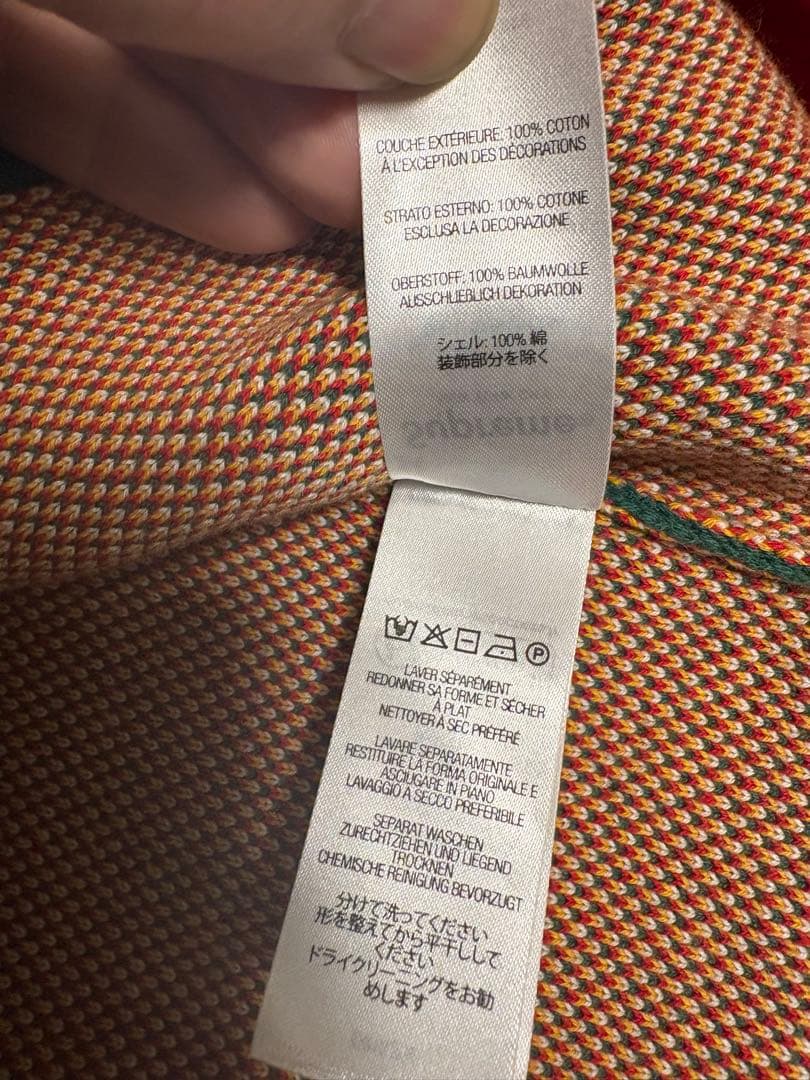 COUCHE EXTÉRIEURE: 100% COTON
À L'EXCEPTION DES DÉCORATIONS
STRATO ESTERNO: 100% COTONE
ESCLUSA LA DECORAZIONE
OBERSTOFF: 100% BAUMWOLLE
AUSSCHLIEBLICH DEKORATION
シェル: 100% 綿
装飾部分を除く
Supreme
P
LAVER SÉPARÉMENT
REDONNER SA FORME ET SÉCHER
À PLAT
NETTOYER À SEC PRÉFÉRÉ
LAVARE SEPARATAMENTE
RESTITUIRE LA FORMA ORIGINALE E
ASCIUGARE IN PIANO
LAVAGGIO A SECCO PREFERIBILE
SEPARAT WASCHEN
ZURECHTZIEHEN UND LIEGEND
TROCKNEN
CHEMISCHE REINIGUNG BEVORZUGT
分けて洗ってください
形を整えてから平干しして
ください
ドライクリーニングをお勧
めします